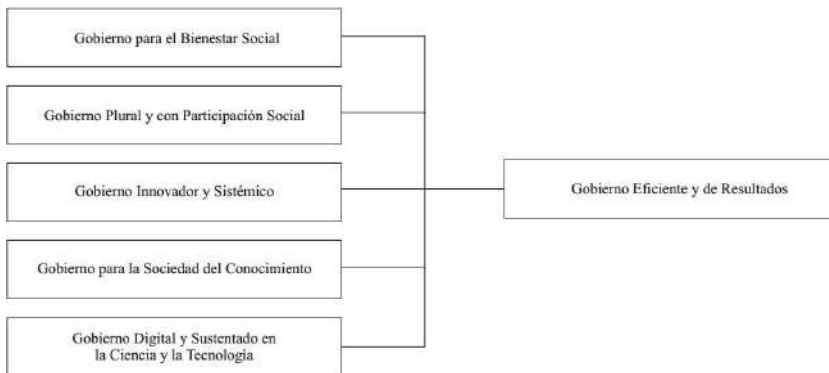 Gobierno para el Bienestar Social
Gobierno Plural y con Participación Social
Gobierno Innovador y Sistémico
Gobierno Eficiente y de Resultados
Gobierno para la Sociedad del Conocimiento
Gobierno Digital y Sustentado en
la Ciencia y la Tecnología